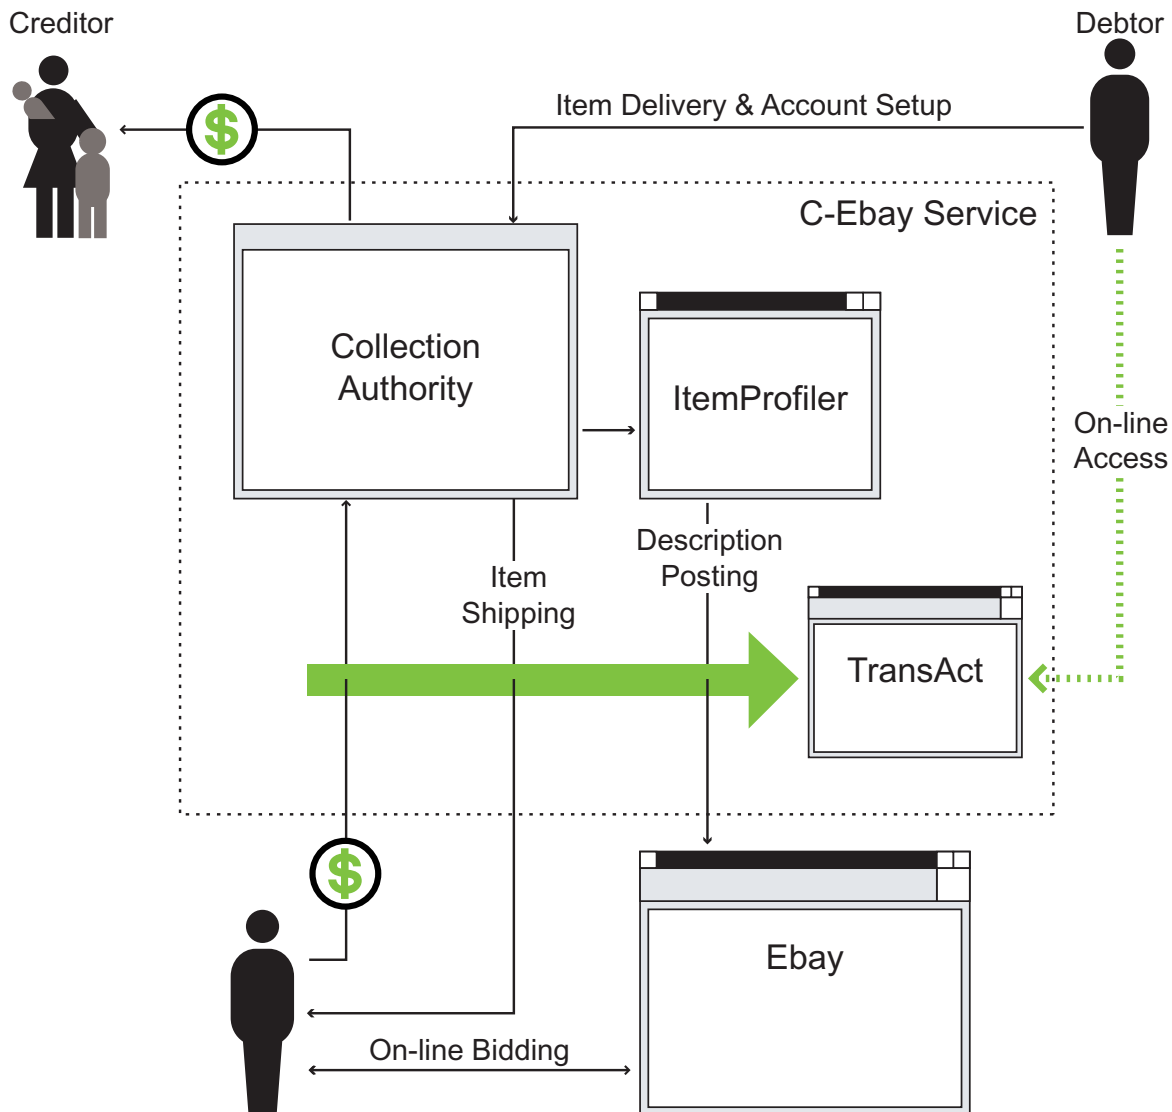 Creditor
Debtor
Item Delivery & Account Setup
$
C-Ebay Service
Collection
Authority
ItemProfiler
On-line
Access
Description
Posting
Item
Shipping
TransAct
$
Ebay
On-line Bidding